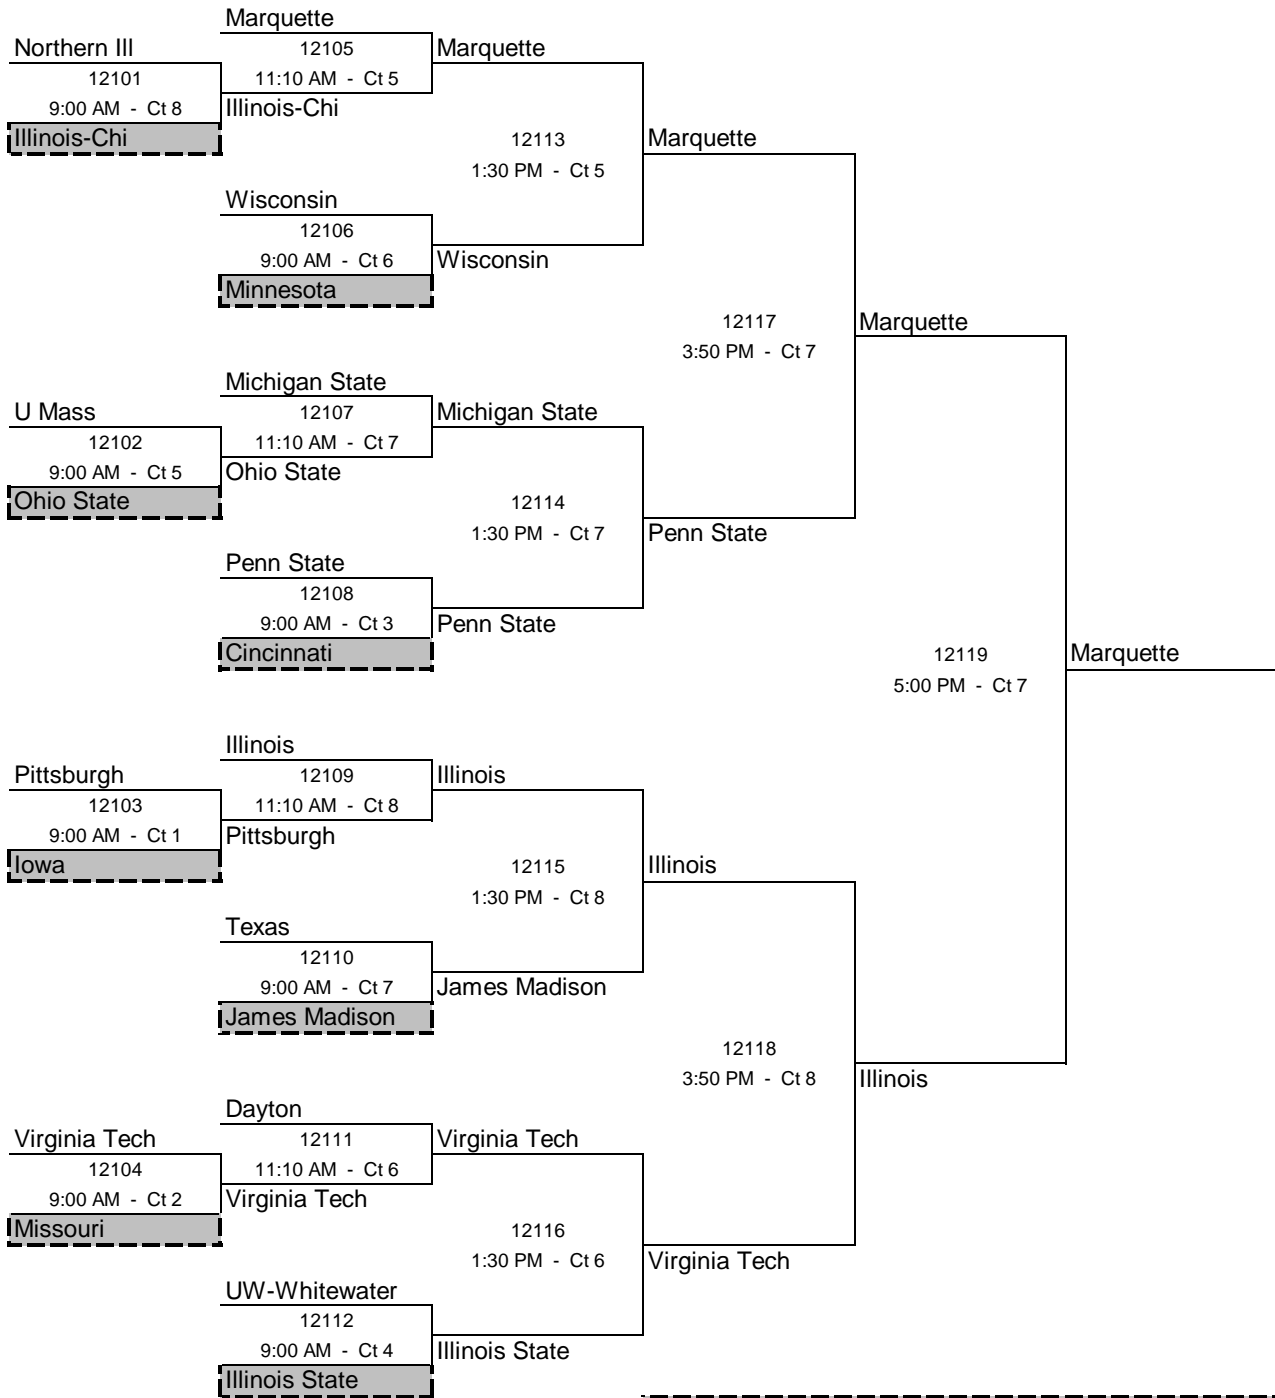 Marquette
Northern Ill
12105
Marquette
12101
11:10 AM - Ct 5
9:00 AM - Ct 8
Illinois-Chi
Illinois-Chi
12113
Marquette
1:30 PM - Ct 5
Wisconsin
12106
9:00 AM - Ct 6
Wisconsin
Minnesota
12117
Marquette
3:50 PM - Ct 7
Michigan State
U Mass
12107
Michigan State
12102
11:10 AM - Ct 7
9:00 AM - Ct 5
Ohio State
Ohio State
12114
1:30 PM - Ct 7
Penn State
Penn State
12108
9:00 AM - Ct 3
Penn State
Cincinnati
12119
Marquette
5:00 PM - Ct 7
Illinois
Pittsburgh
12109
Illinois
12103
11:10 AM - Ct 8
9:00 AM - Ct 1
Pittsburgh
Iowa
12115
Illinois
1:30 PM - Ct 8
Texas
12110
9:00 AM - Ct 7
James Madison
James Madison
12118
3:50 PM - Ct 8
Illinois
Dayton
Virginia Tech
12111
Virginia Tech
12104
11:10 AM - Ct 6
9:00 AM - Ct 2
Virginia Tech
Missouri
12116
1:30 PM - Ct 6
Virginia Tech
UW-Whitewater
12112
9:00 AM - Ct 4
Illinois State
Illinois State